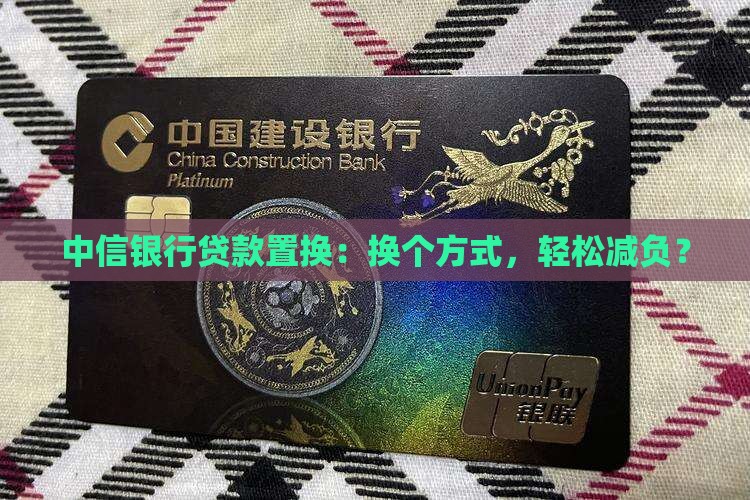 中国建设银行
China Construction Bank
Platinum
中信银行贷款置换：换个方式，轻松减负？
UnionPay
银联